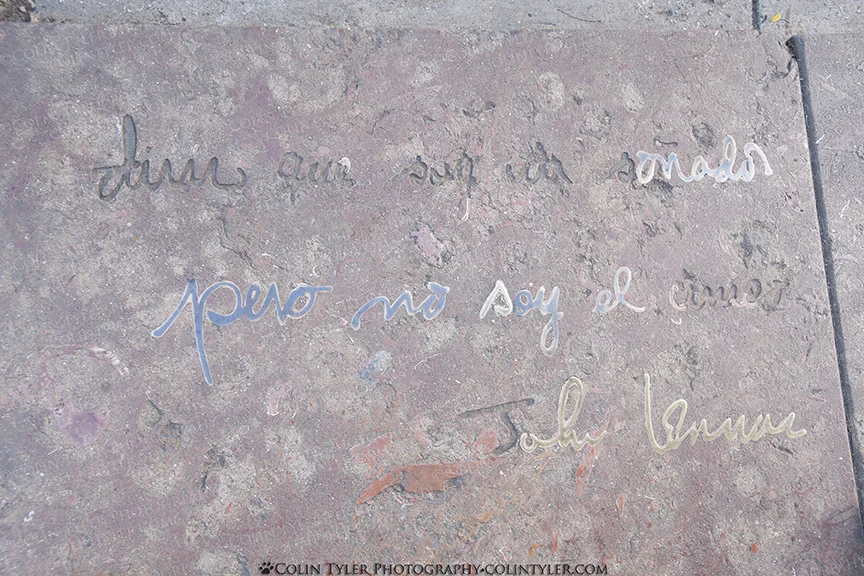 dirán que soy un soñador
pero no soy el único
John Lennon
COLIN TYLER PHOTOGRAPHY-COLINTYLER.COM